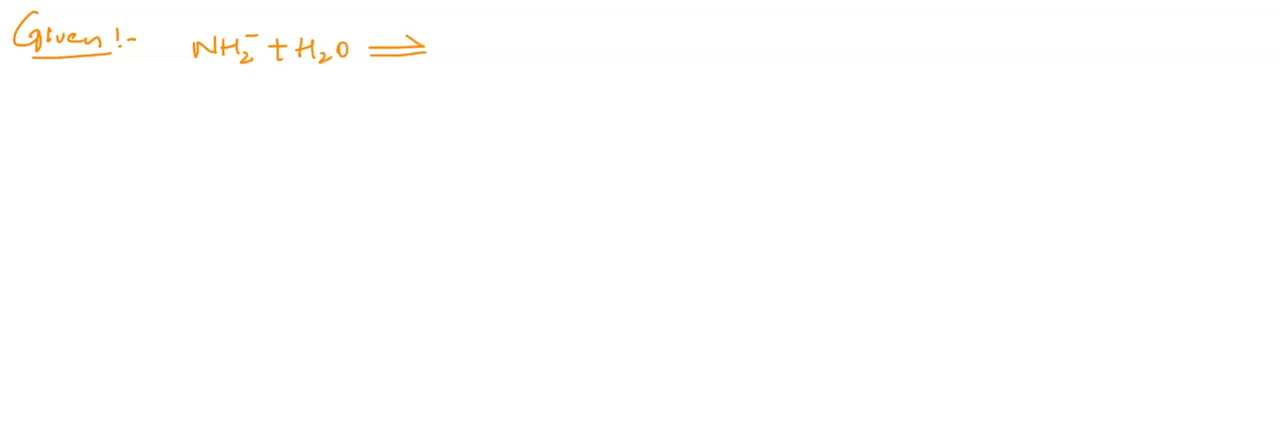 Given!- NH₂⁻ + H₂O ⇌